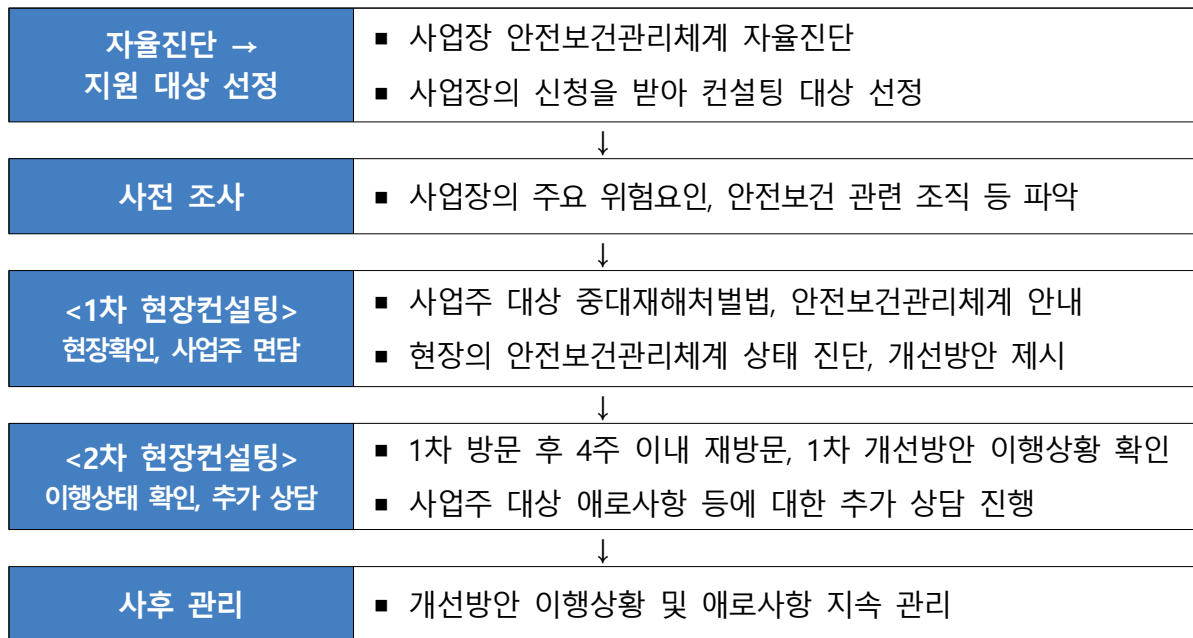 자율진단 →
지원 대상 선정
▪ 사업장 안전보건관리체계 자율진단
▪ 사업장의 신청을 받아 컨설팅 대상 선정
↓
사전 조사
▪ 사업장의 주요 위험요인, 안전보건 관련 조직 등 파악
↓
<1차 현장컨설팅>
현장확인, 사업주 면담
▪ 사업주 대상 중대재해처벌법, 안전보건관리체계 안내
▪ 현장의 안전보건관리체계 상태 진단, 개선방안 제시
↓
<2차 현장컨설팅>
이행상태 확인, 추가 상담
▪ 1차 방문 후 4주 이내 재방문, 1차 개선방안 이행상황 확인
▪ 사업주 대상 애로사항 등에 대한 추가 상담 진행
↓
사후 관리
▪ 개선방안 이행상황 및 애로사항 지속 관리